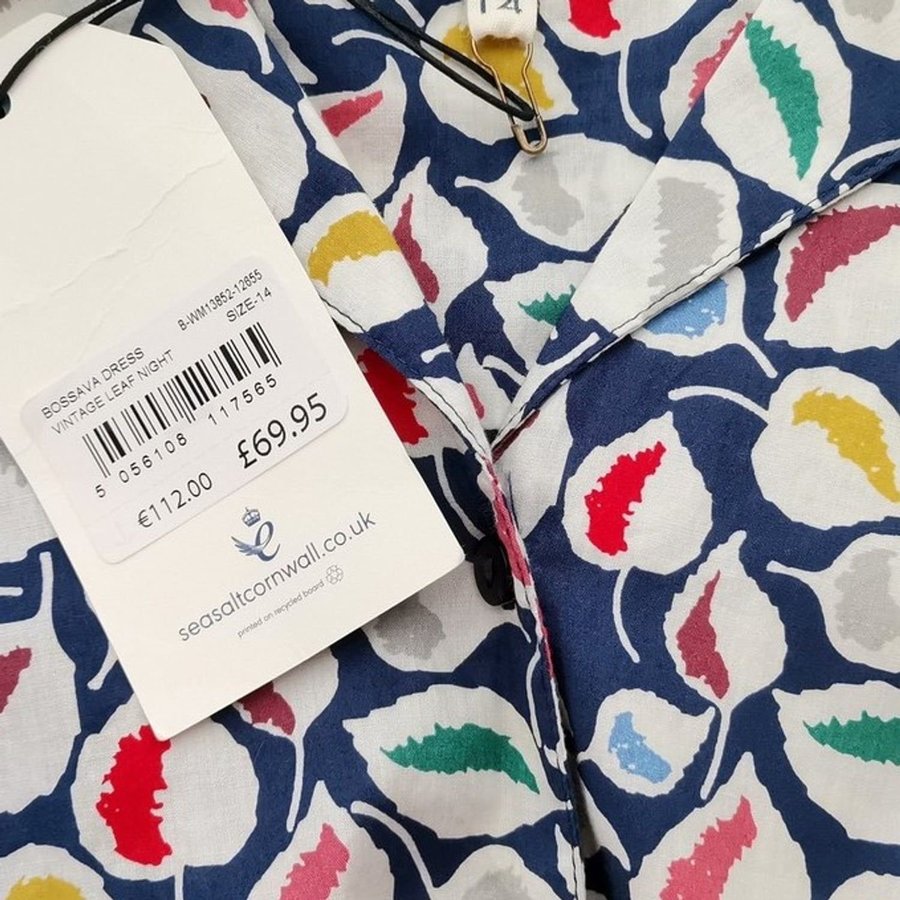 14
B-WM13852-12655
SIZE-14
BOSSAVA DRESS
VINTAGE LEAF NIGHT
5 056108 117565
£69.95
€112.00
seasaltcornwall.co.uk
printed on recycled board